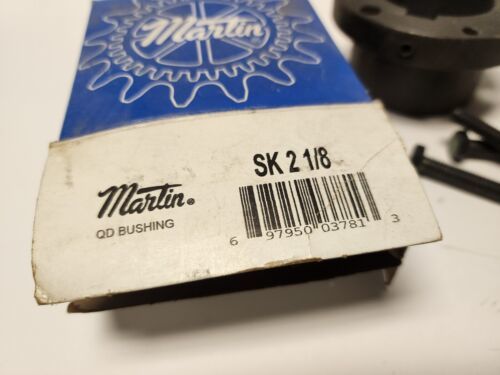 Martin
SK 2 1/8
Martin®
QD BUSHING
6 97950 03781 3